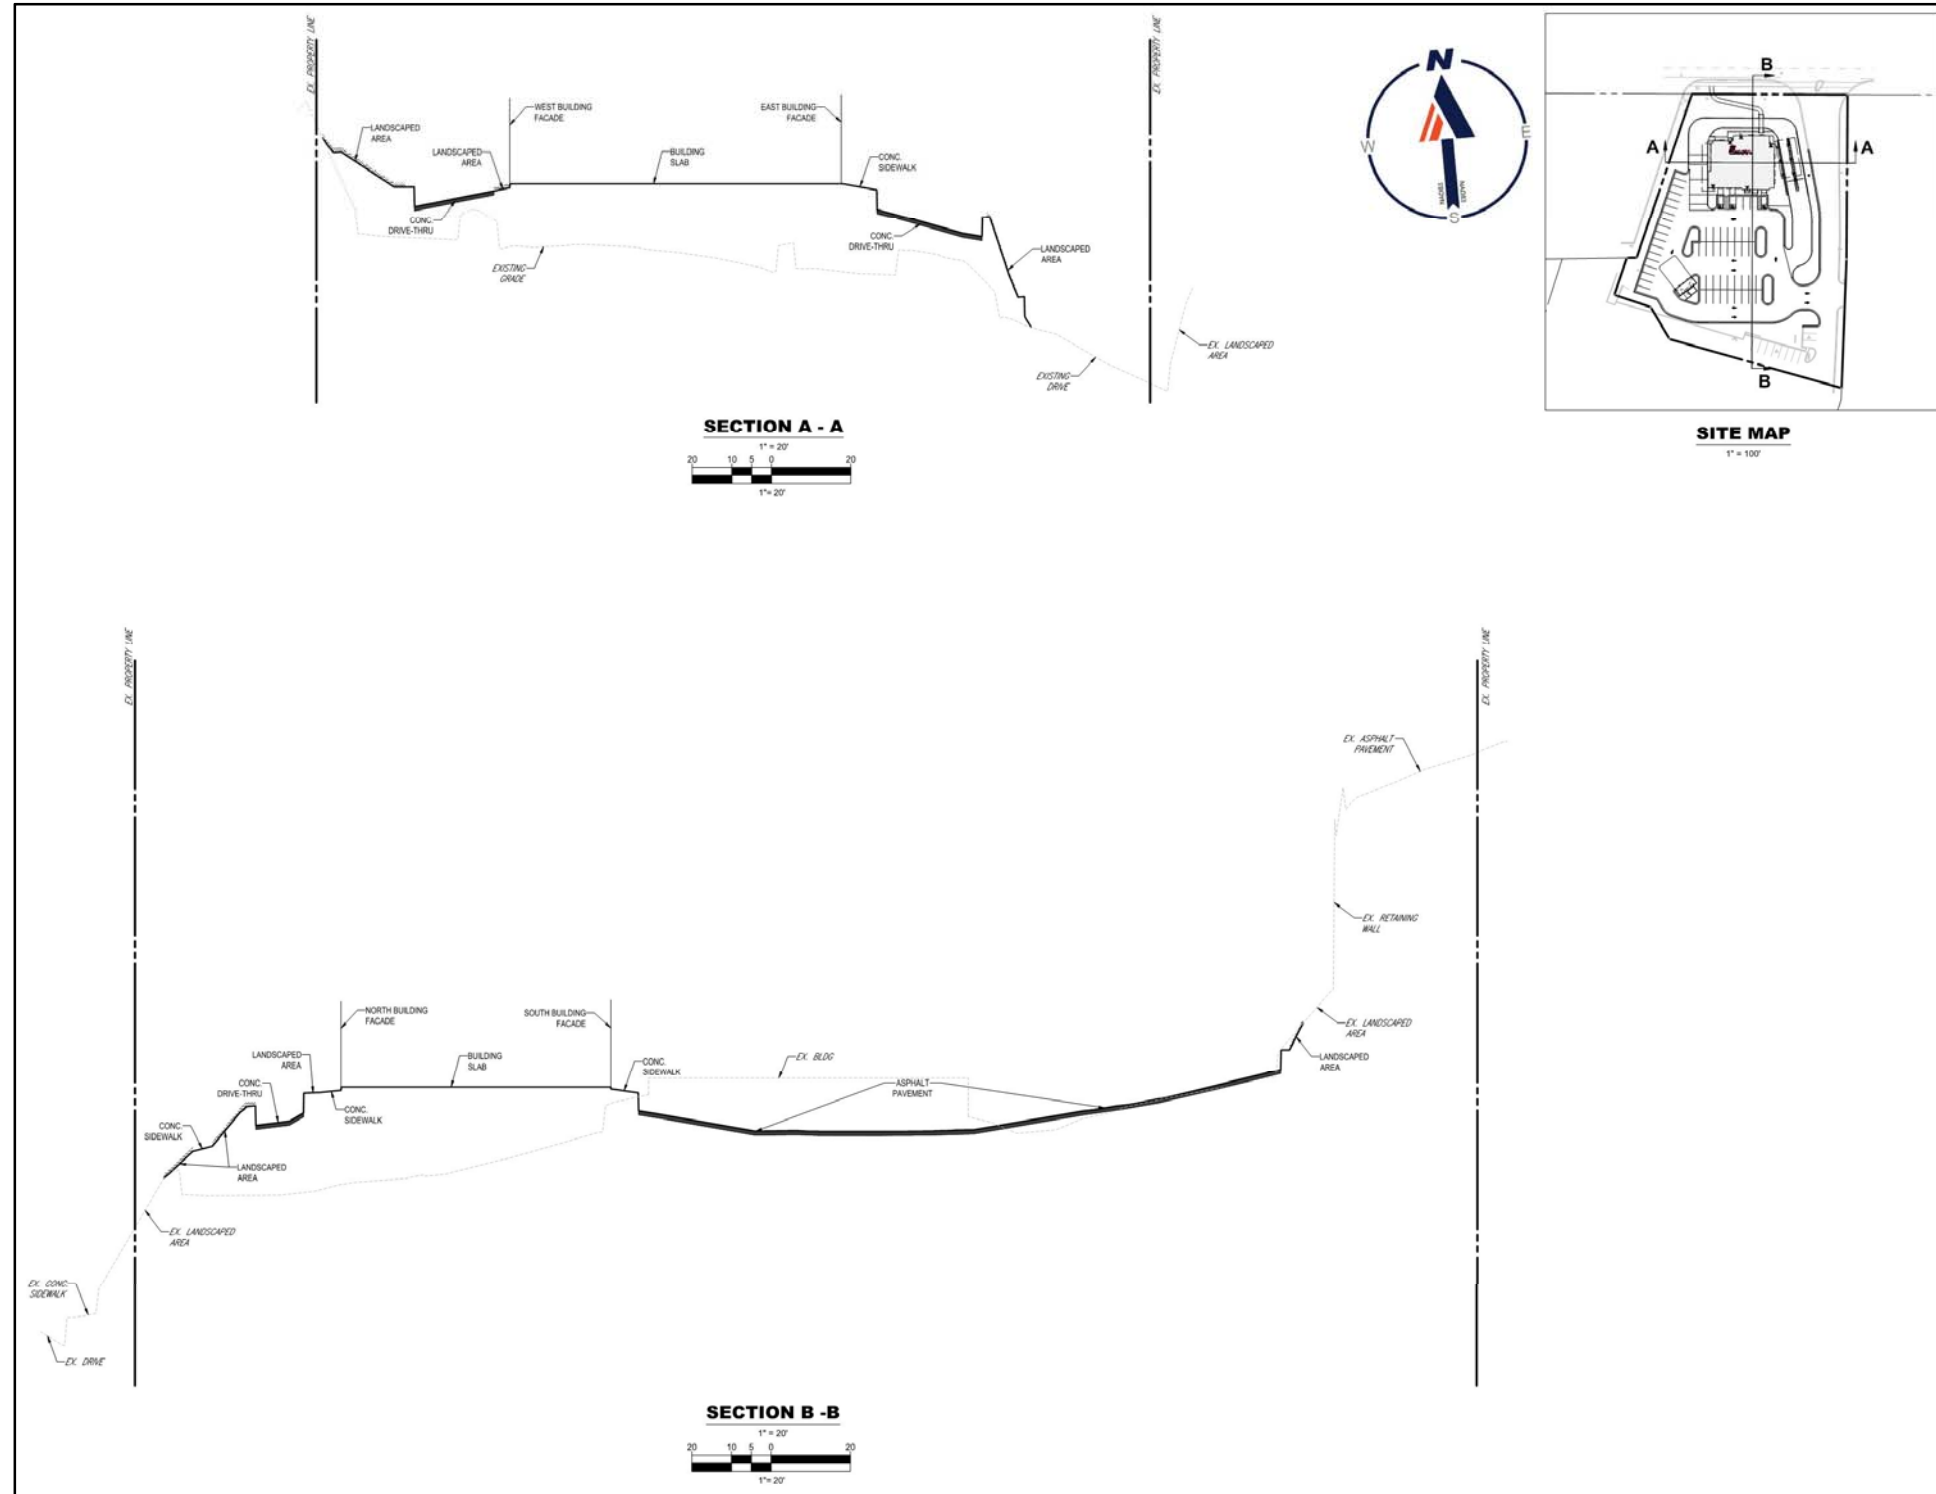 EX. PROPERTY LINE
EX. PROPERTY LINE
LANDSCAPED
AREA
LANDSCAPED
AREA
WEST BUILDING
FACADE
EAST BUILDING
FACADE
BUILDING
SLAB
CONC.
SIDEWALK
CONC.
DRIVE-THRU
CONC.
DRIVE-THRU
LANDSCAPED
AREA
EXISTING
GRADE
EXISTING
DRIVE
EX. LANDSCAPED
AREA
SECTION A - A
1" = 20'
20 10 5 0 20
1"= 20'
N
W
E
S
NAD83
NAVD88
B
A
A
B
SITE MAP
1" = 100'
EX. PROPERTY LINE
EX. PROPERTY LINE
EX. ASPHALT
PAVEMENT
EX. RETAINING
WALL
NORTH BUILDING
FACADE
SOUTH BUILDING
FACADE
EX. LANDSCAPED
AREA
LANDSCAPED
AREA
LANDSCAPED
AREA
BUILDING
SLAB
CONC.
SIDEWALK
EX. BLDG
ASPHALT
PAVEMENT
CONC.
DRIVE-THRU
CONC.
SIDEWALK
CONC.
SIDEWALK
LANDSCAPED
AREA
EX. LANDSCAPED
AREA
EX. CONC.
SIDEWALK
EX. DRIVE
SECTION B -B
1" = 20'
20 10 5 0 20
1"= 20'